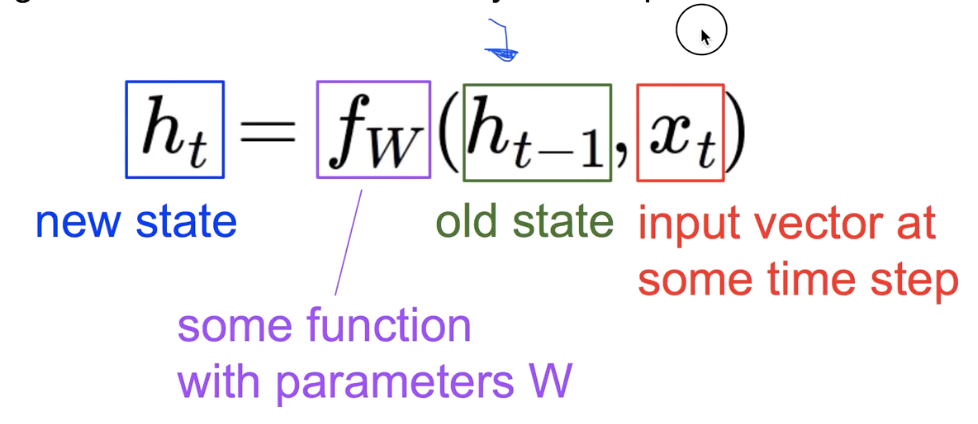 h_t = f_W(h_{t-1}, x_t)
new state
old state
input vector at
some time step
some function
with parameters W